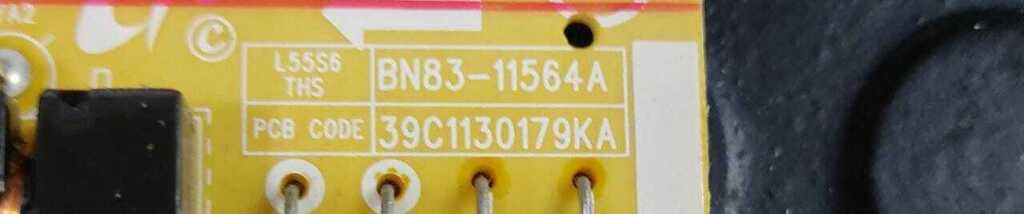 ©
L55S6
THS
BN83-11564A
PCB CODE
39C1130179KA